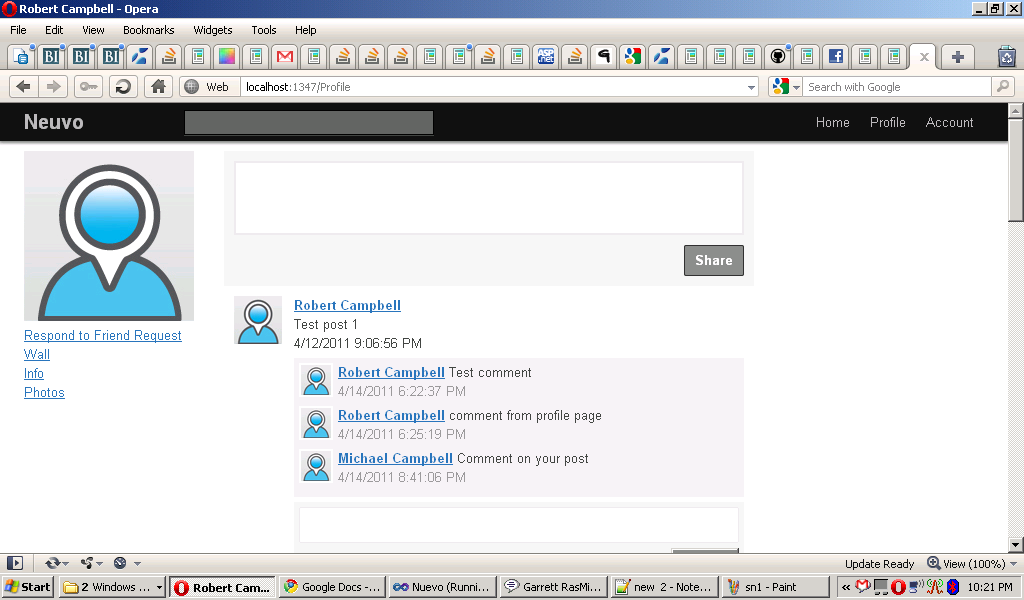 Robert Campbell - Opera
File Edit View Bookmarks Widgets Tools Help
BI BI BI ASP .net
Web localhost:1347/Profile Search with Google
Neuvo Home Profile Account
Share
Robert Campbell
Test post 1
4/12/2011 9:06:56 PM
Respond to Friend Request
Wall
Info
Photos
Robert Campbell Test comment
4/14/2011 6:22:37 PM
Robert Campbell comment from profile page
4/14/2011 6:25:19 PM
Michael Campbell Comment on your post
4/14/2011 8:41:06 PM
Update Ready View (100%)
Start 2 Windows ... Robert Cam... Google Docs -... Nuevo (Runni... Garrett RasMi... new 2 - Note... sn1 - Paint « 10:21 PM